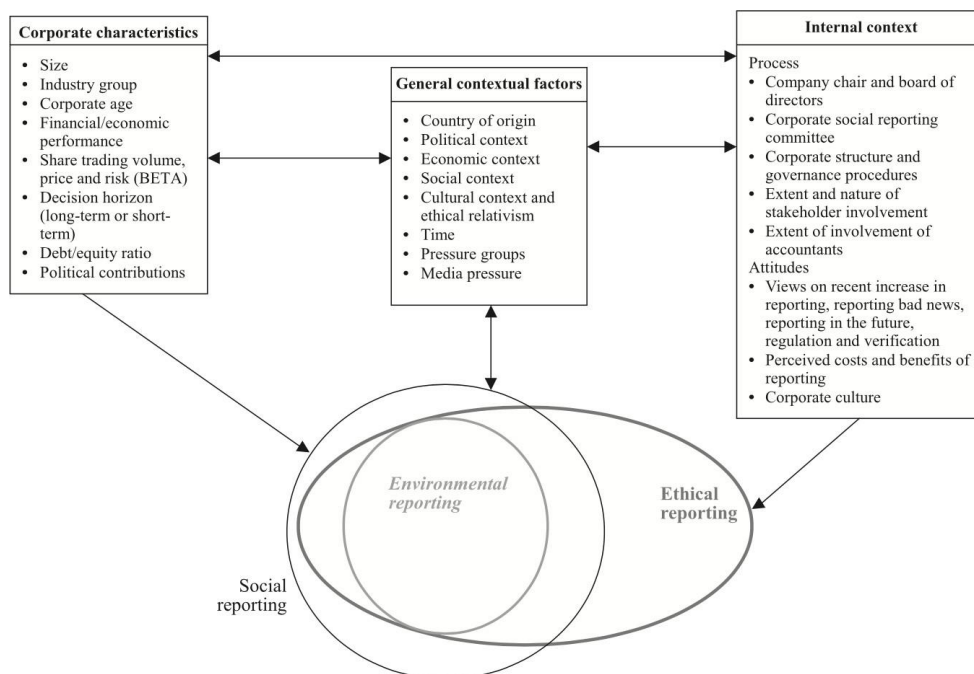 Corporate characteristics
• Size
• Industry group
• Corporate age
• Financial/economic
performance
• Share trading volume,
price and risk (BETA)
• Decision horizon
(long-term or short-
term)
• Debt/equity ratio
• Political contributions
General contextual factors
• Country of origin
• Political context
• Economic context
• Social context
• Cultural context and
ethical relativism
• Time
• Pressure groups
• Media pressure
Internal context
Process
• Company chair and board of
directors
• Corporate social reporting
committee
• Corporate structure and
governance procedures
• Extent and nature of
stakeholder involvement
• Extent of involvement of
accountants
Attitudes
• Views on recent increase in
reporting, reporting bad news,
reporting in the future,
regulation and verification
• Perceived costs and benefits of
reporting
• Corporate culture
Environmental
reporting
Ethical
reporting
Social
reporting